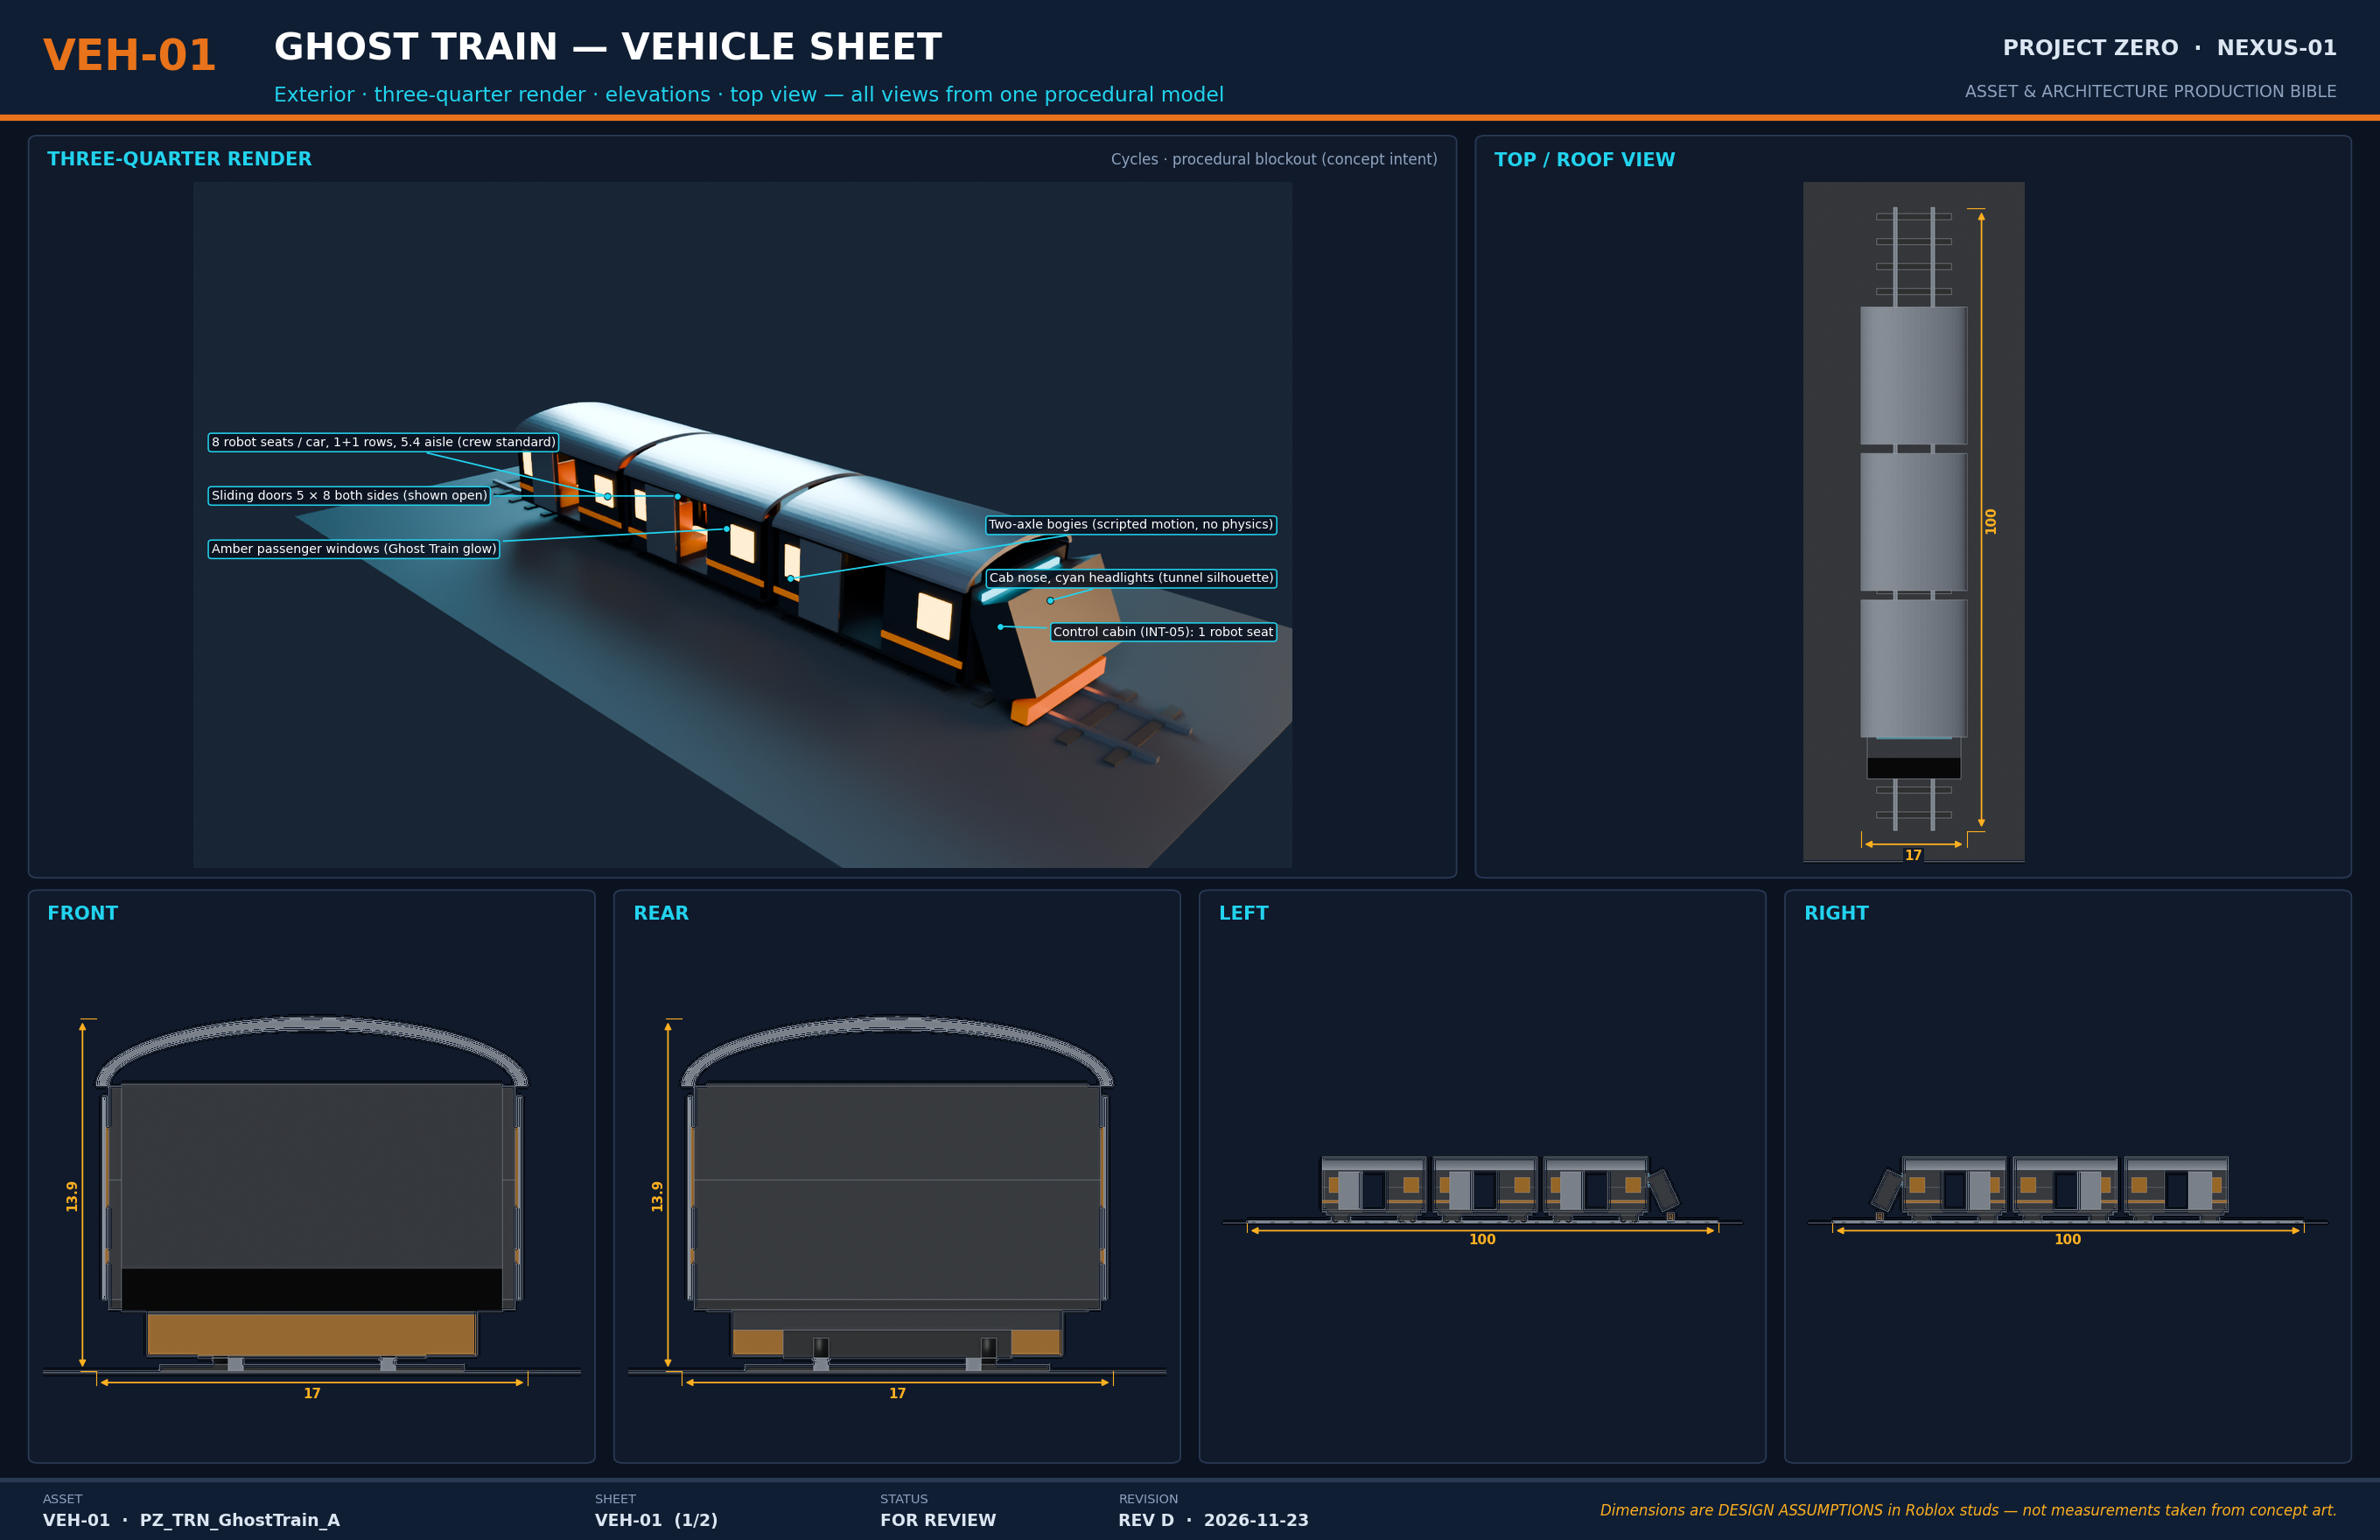 VEH-01
GHOST TRAIN — VEHICLE SHEET
Exterior · three-quarter render · elevations · top view — all views from one procedural model
PROJECT ZERO · NEXUS-01
ASSET & ARCHITECTURE PRODUCTION BIBLE
THREE-QUARTER RENDER
Cycles · procedural blockout (concept intent)
8 robot seats / car, 1+1 rows, 5.4 aisle (crew standard)
Sliding doors 5 × 8 both sides (shown open)
Amber passenger windows (Ghost Train glow)
Two-axle bogies (scripted motion, no physics)
Cab nose, cyan headlights (tunnel silhouette)
Control cabin (INT-05): 1 robot seat
TOP / ROOF VIEW
100
17
FRONT
13.9
17
REAR
13.9
17
LEFT
100
RIGHT
100
ASSET
VEH-01 · PZ_TRN_GhostTrain_A
SHEET
VEH-01 (1/2)
STATUS
FOR REVIEW
REVISION
REV D · 2026-11-23
Dimensions are DESIGN ASSUMPTIONS in Roblox studs — not measurements taken from concept art.